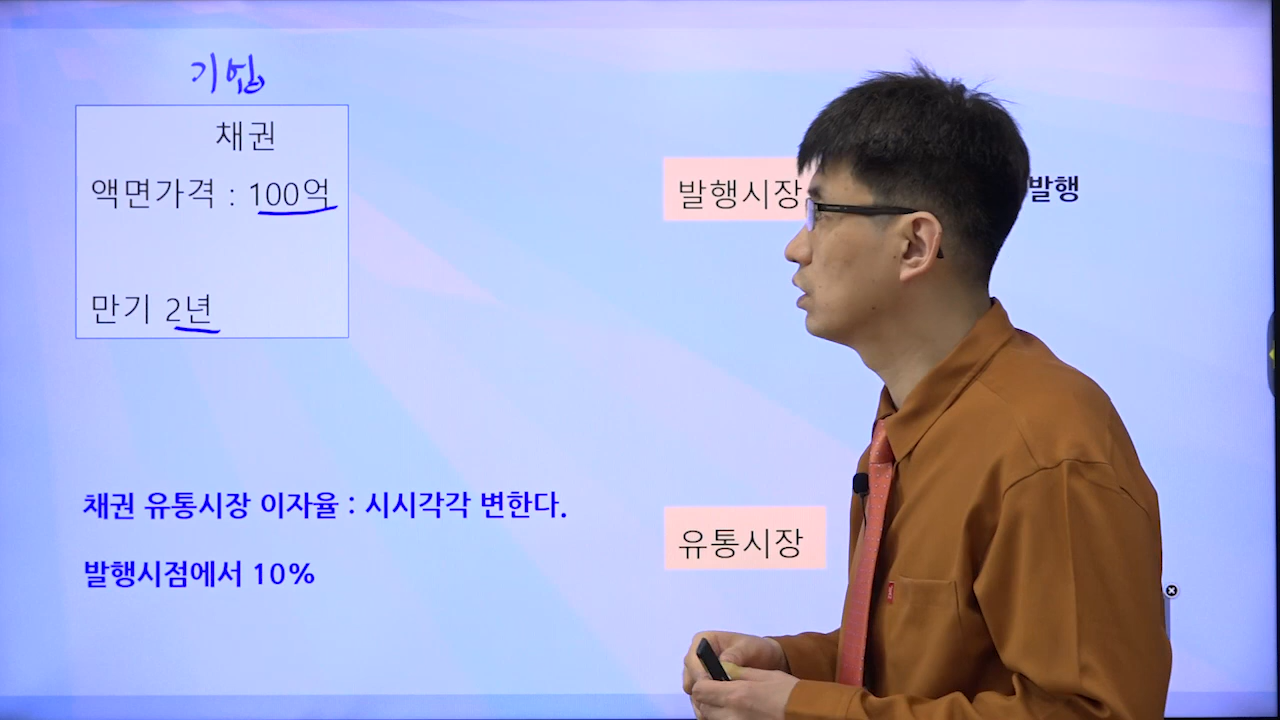 기업
채권
액면가격 : 100억
만기 2년
발행시장
발행
유통시장
채권 유통시장 이자율 : 시시각각 변한다.
발행시점에서 10%